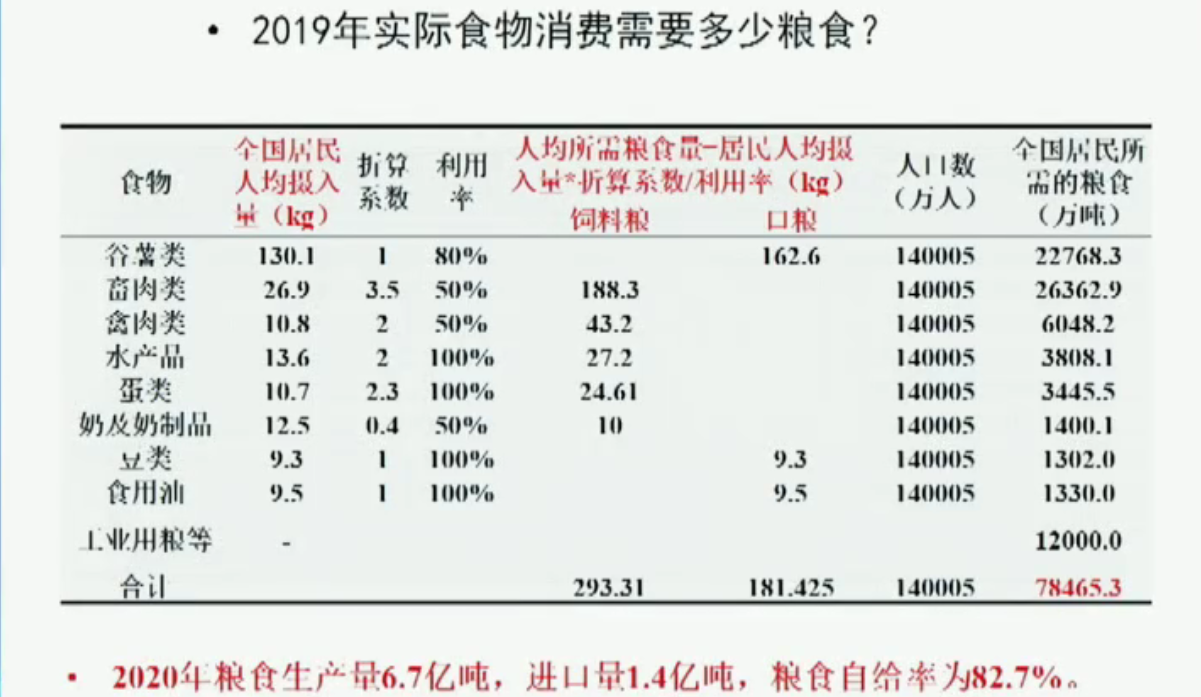 • 2019年实际食物消费需要多少粮食?
食物 全国居民人均摄入量（kg） 折算系数 利用率 人均所需粮食量=居民人均摄入量*折算系数/利用率（kg） 人口数（万人） 全国居民所需的粮食（万吨）
饲料粮 口粮
谷薯类 130.1 1 80% 162.6 140005 22768.3
畜肉类 26.9 3.5 50% 188.3 140005 26362.9
禽肉类 10.8 2 50% 43.2 140005 6048.2
水产品 13.6 2 100% 27.2 140005 3808.1
蛋类 10.7 2.3 100% 24.61 140005 3445.5
奶及奶制品 12.5 0.4 50% 10 140005 1400.1
豆类 9.3 1 100% 9.3 140005 1302.0
食用油 9.5 1 100% 9.5 140005 1330.0
工业用粮等 - 12000.0
合计 293.31 181.425 140005 78465.3
• 2020年粮食生产量6.7亿吨，进口量1.4亿吨，粮食自给率为82.7%。